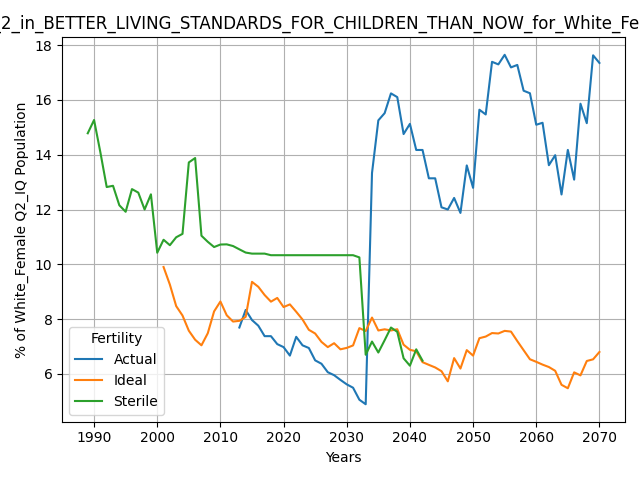 _2_in_BETTER_LIVING_STANDARDS_FOR_CHILDREN_THAN_NOW_for_White_Fe
% of White_Female Q2_IQ Population
18
16
14
12
10
8
6
Fertility
Actual
Ideal
Sterile
1990 2000 2010 2020 2030 2040 2050 2060 2070
Years